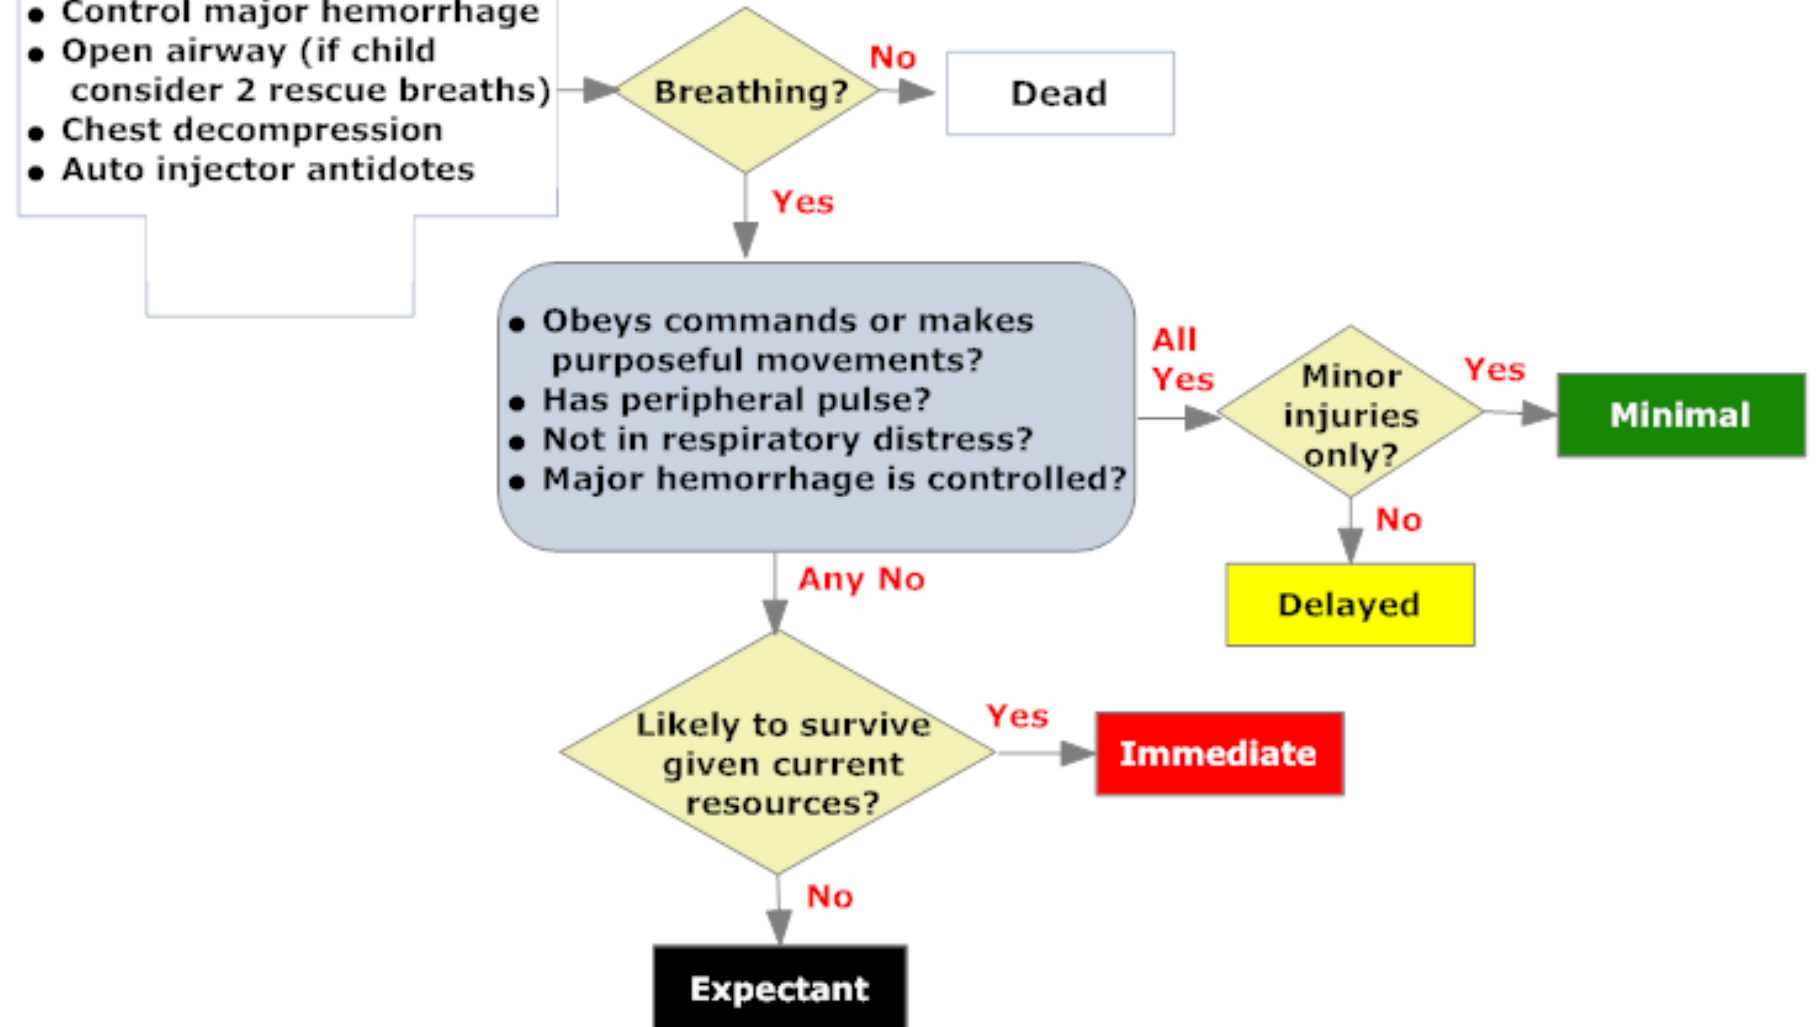 ● Control major hemorrhage
● Open airway (if child
consider 2 rescue breaths)
● Chest decompression
● Auto injector antidotes
Breathing?
No
Dead
Yes
● Obeys commands or makes
purposeful movements?
● Has peripheral pulse?
● Not in respiratory distress?
● Major hemorrhage is controlled?
All
Yes
Minor
injuries
only?
Yes
Minimal
No
Delayed
Any No
Likely to survive
given current
resources?
Yes
Immediate
No
Expectant